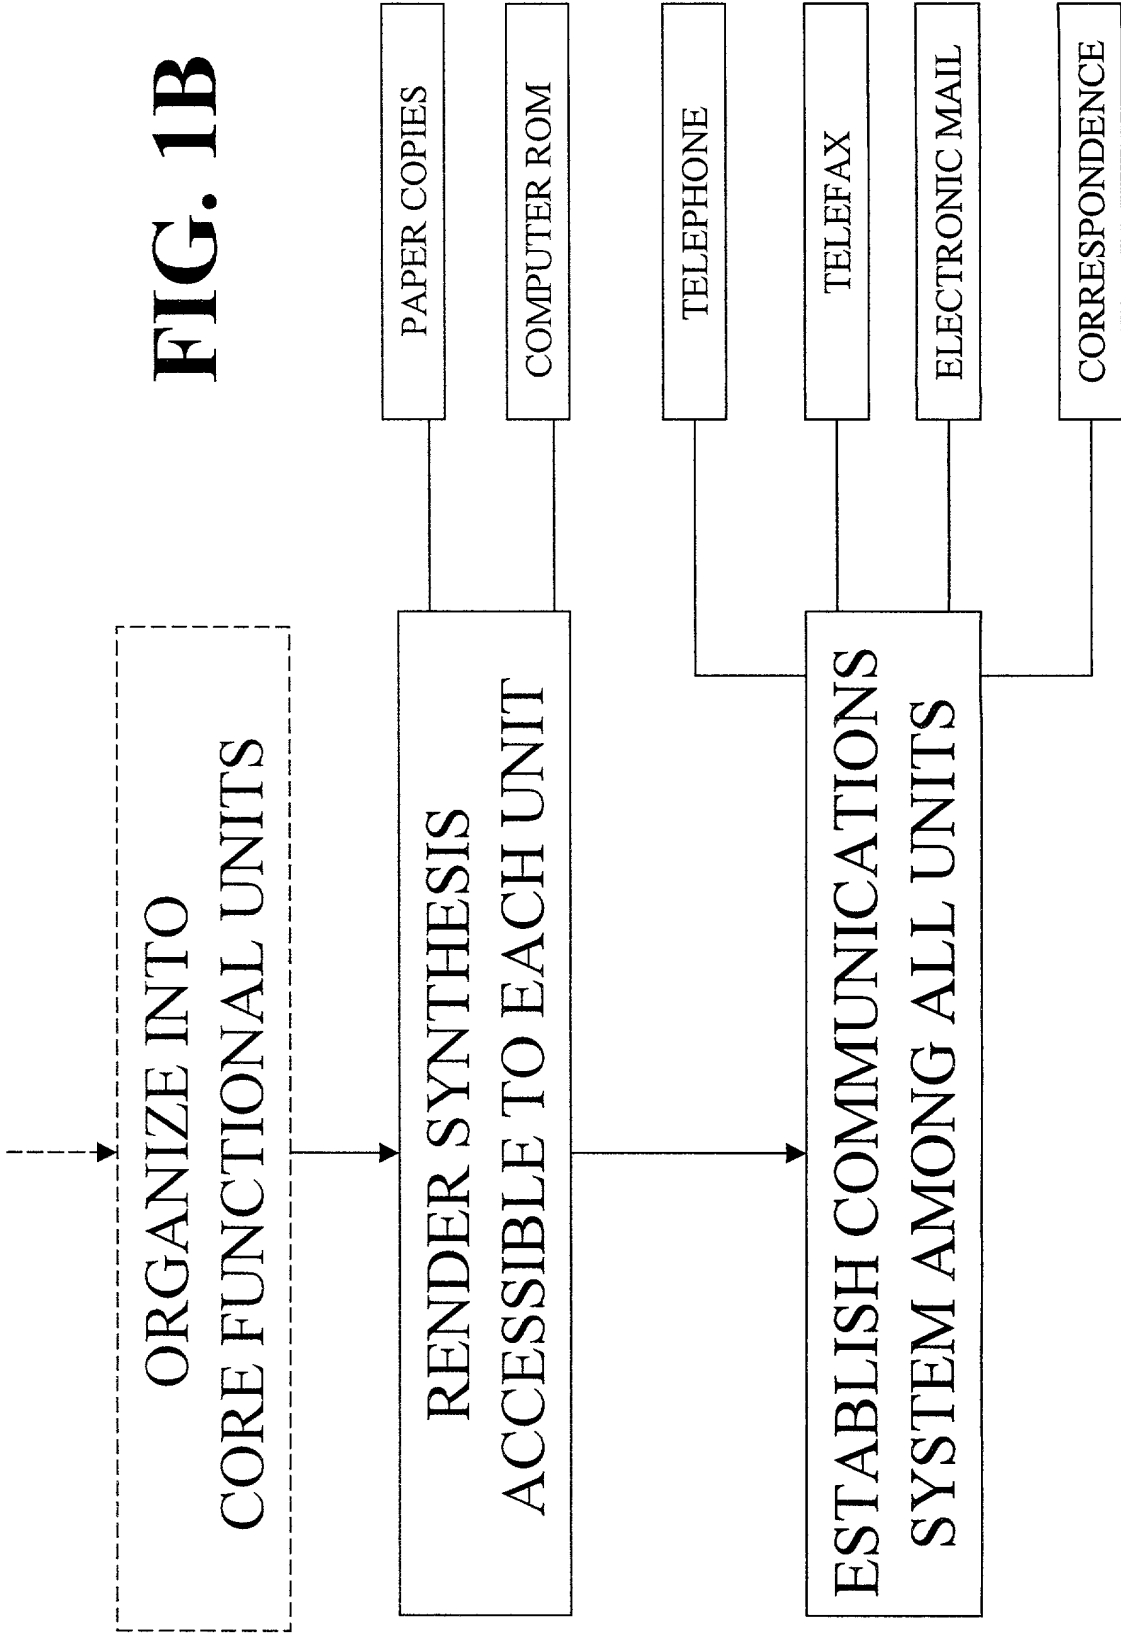 FIG. 1B
ORGANIZE INTO
CORE FUNCTIONAL UNITS
RENDER SYNTHESIS
ACCESSIBLE TO EACH UNIT
PAPER COPIES
COMPUTER ROM
ESTABLISH COMMUNICATIONS
SYSTEM AMONG ALL UNITS
TELEPHONE
TELEFAX
ELECTRONIC MAIL
CORRESPONDENCE